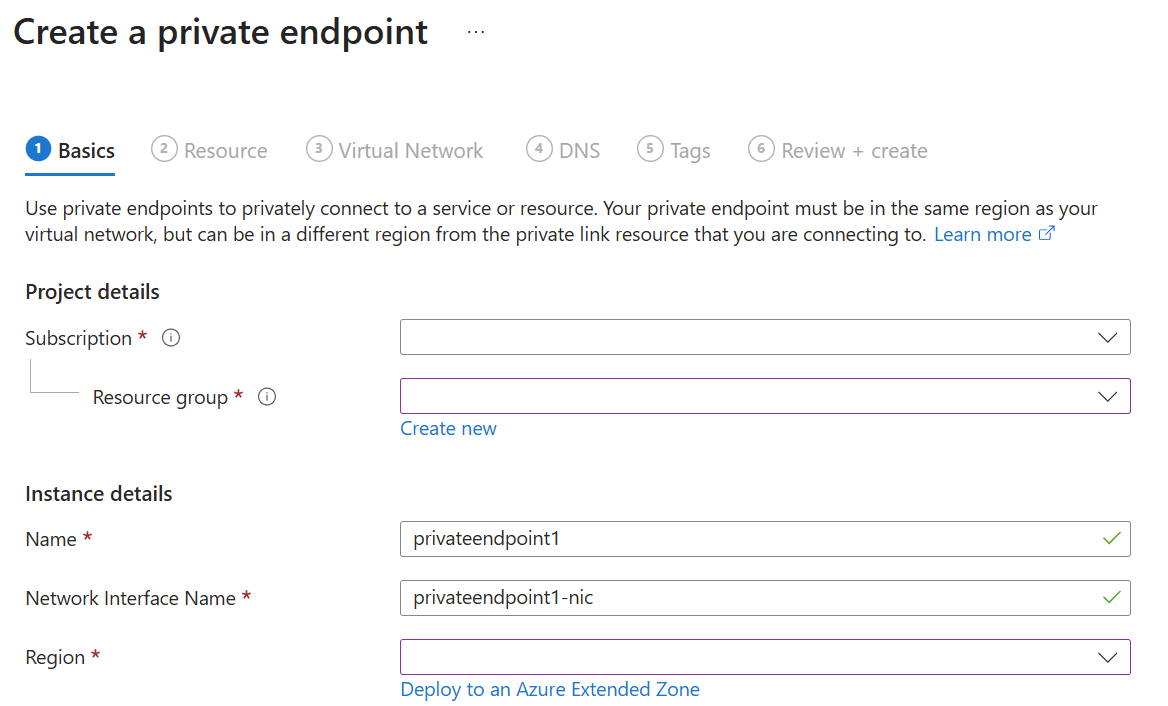 Create a private endpoint ...
1 Basics 2 Resource 3 Virtual Network 4 DNS 5 Tags 6 Review + create
Use private endpoints to privately connect to a service or resource. Your private endpoint must be in the same region as your
virtual network, but can be in a different region from the private link resource that you are connecting to. Learn more
Project details
Subscription *
Resource group *
Create new
Instance details
Name * privateendpoint1
Network Interface Name * privateendpoint1-nic
Region *
Deploy to an Azure Extended Zone